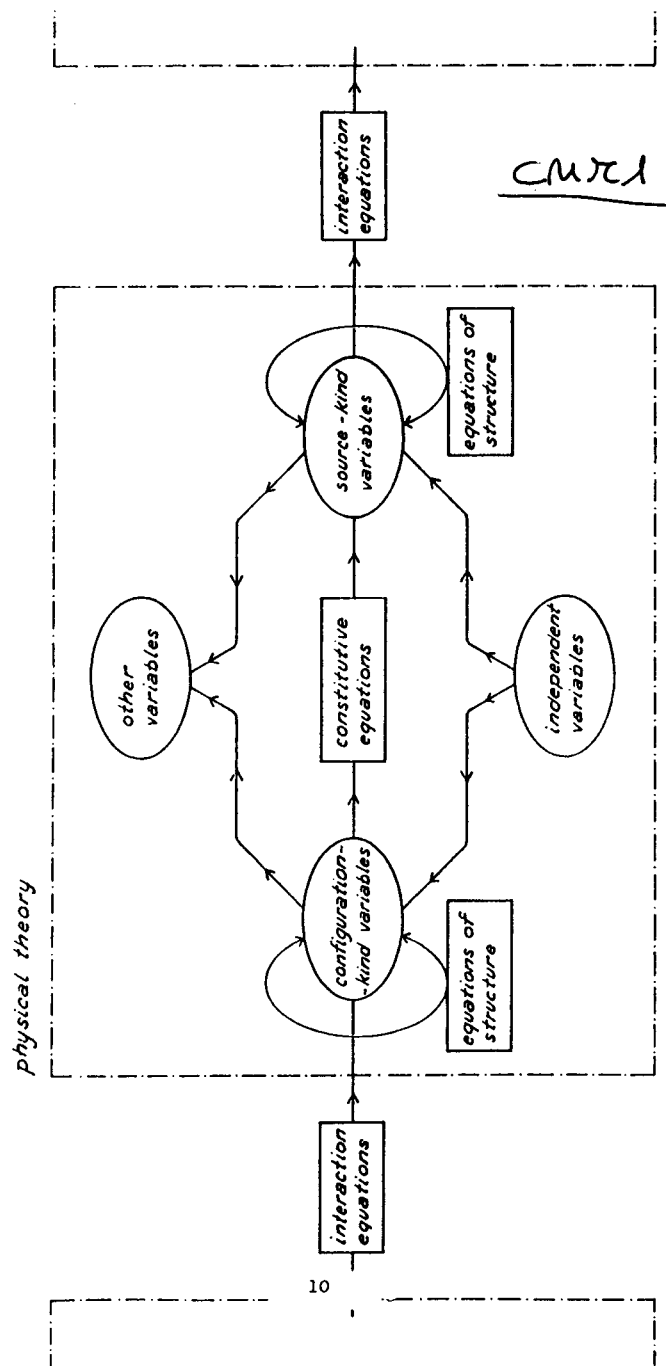 physical theory
interaction
equations
configuration-
-kind variables
equations of
structure
other
variables
constitutive
equations
independent
variables
source-kind
variables
equations of
structure
interaction
equations
10